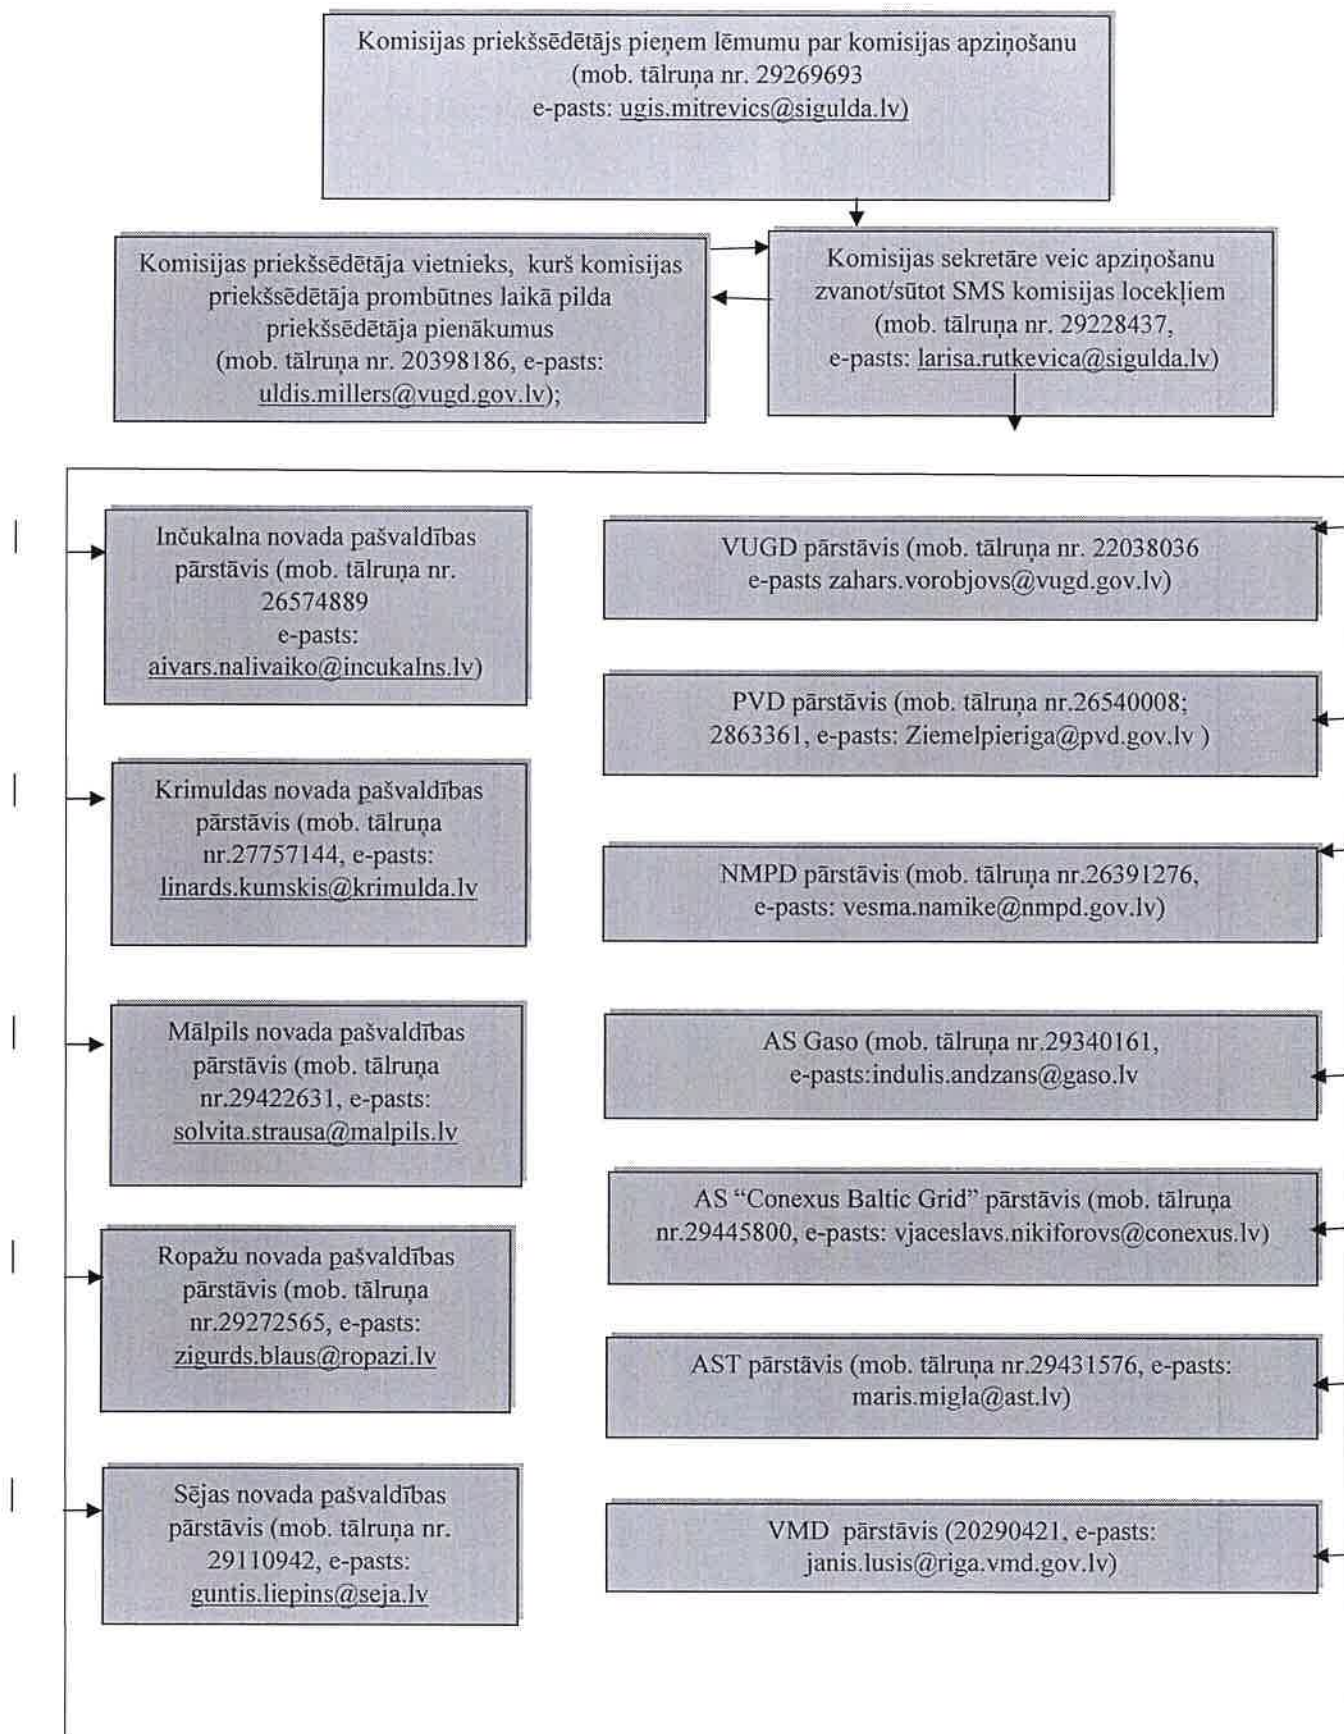 Komisijas priekšsēdētājs pieņem lēmumu par komisijas apziņošanu
(mob. tālruņa nr. 29269693
e-pasts: ugis.mitrevics@sigulda.lv)
Komisijas priekšsēdētāja vietnieks, kurš komisijas
priekšsēdētāja prombūtnes laikā pilda
priekšsēdētāja pienākumus
(mob. tālruņa nr. 20398186, e-pasts:
uldis.millers@vugd.gov.lv);
Komisijas sekretāre veic apziņošanu
zvanot/sūtot SMS komisijas locekļiem
(mob. tālruņa nr. 29228437,
e-pasts: larisa.rutkevica@sigulda.lv)
Inčukalna novada pašvaldības
pārstāvis (mob. tālruņa nr.
26574889
e-pasts:
aivars.nalivaiko@incukalns.lv)
Krimuldas novada pašvaldības
pārstāvis (mob. tālruņa
nr.27757144, e-pasts:
linards.kumskis@krimulda.lv
Mālpils novada pašvaldības
pārstāvis (mob. tālruņa
nr.29422631, e-pasts:
solvita.strausa@malpils.lv
Ropažu novada pašvaldības
pārstāvis (mob. tālruņa
nr.29272565, e-pasts:
zigurds.blaus@ropazi.lv
Sējas novada pašvaldības
pārstāvis (mob. tālruņa nr.
29110942, e-pasts:
guntis.liepins@seja.lv
VUGD pārstāvis (mob. tālruņa nr. 22038036
e-pasts zahars.vorobjovs@vugd.gov.lv)
PVD pārstāvis (mob. tālruņa nr.26540008;
2863361, e-pasts: Ziemelpieriga@pvd.gov.lv )
NMPD pārstāvis (mob. tālruņa nr.26391276,
e-pasts: vesma.namike@nmpd.gov.lv)
AS Gaso (mob. tālruņa nr.29340161,
e-pasts:indulis.andzans@gaso.lv
AS “Conexus Baltic Grid” pārstāvis (mob. tālruņa
nr.29445800, e-pasts: vjaceslavs.nikiforovs@conexus.lv)
AST pārstāvis (mob. tālruņa nr.29431576, e-pasts:
maris.migla@ast.lv)
VMD pārstāvis (20290421, e-pasts:
janis.lusis@riga.vmd.gov.lv)